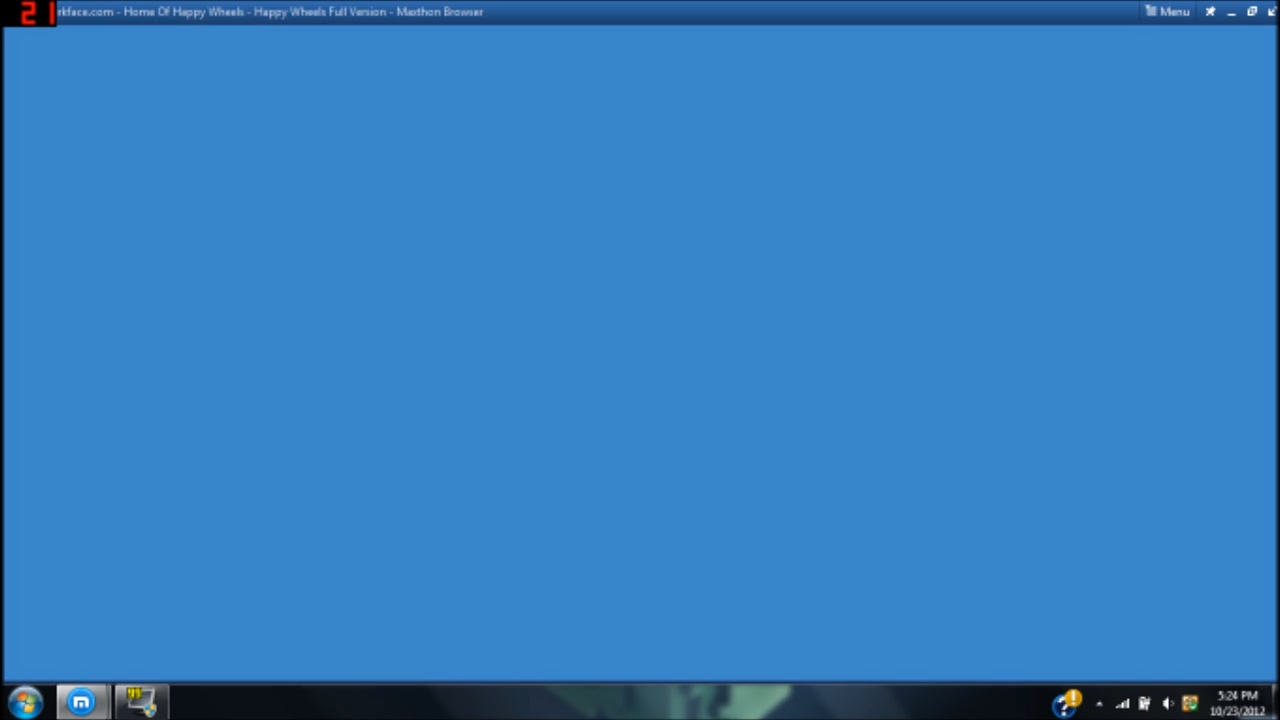 21
rkface.com - Home Of Happy Wheels - Happy Wheels Full Version - Maxthon Browser
Menu
5:24 PM
10/23/2012